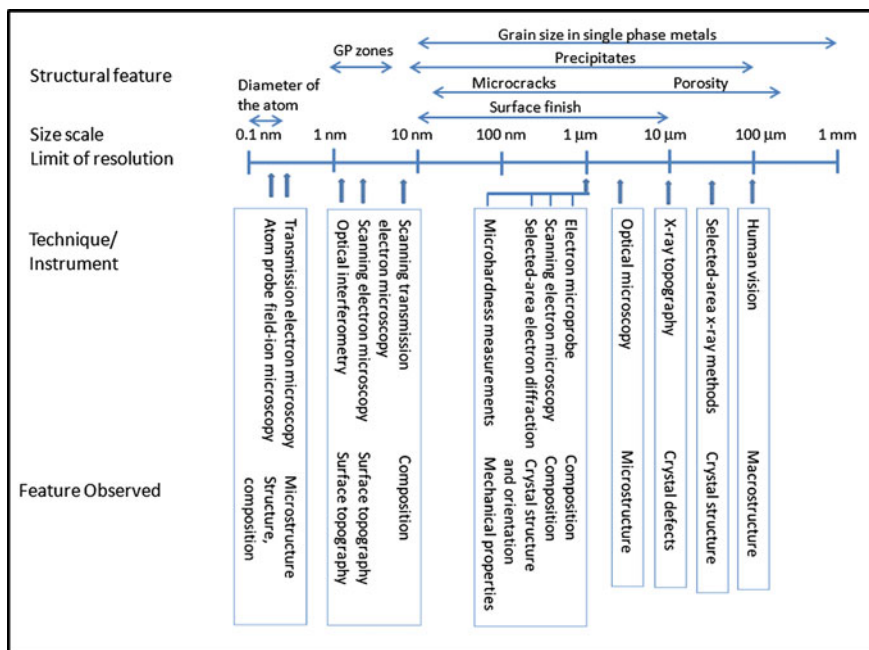 Grain size in single phase metals
GP zones
Precipitates
Structural feature
Diameter of
the atom
Microcracks
Porosity
Surface finish
Size scale
0.1 nm
1 nm
10 nm
100 nm
1 µm
10 µm
100 µm
1 mm
Limit of resolution
Technique/
Instrument
Transmission electron microscopy
Atom probe field-ion microscopy
Scanning transmission
electron microscopy
Scanning electron microscopy
Optical interferometry
Electron microprobe
Scanning electron microscopy
Selected-area electron diffraction
Microhardness measurements
Optical microscopy
X-ray topography
Selected-area x-ray methods
Human vision
Feature Observed
Microstructure
Structure,
composition
Composition
Surface topography
Surface topography
Composition
Composition
Crystal structure
and orientation
Mechanical properties
Microstructure
Crystal defects
Crystal structure
Macrostructure